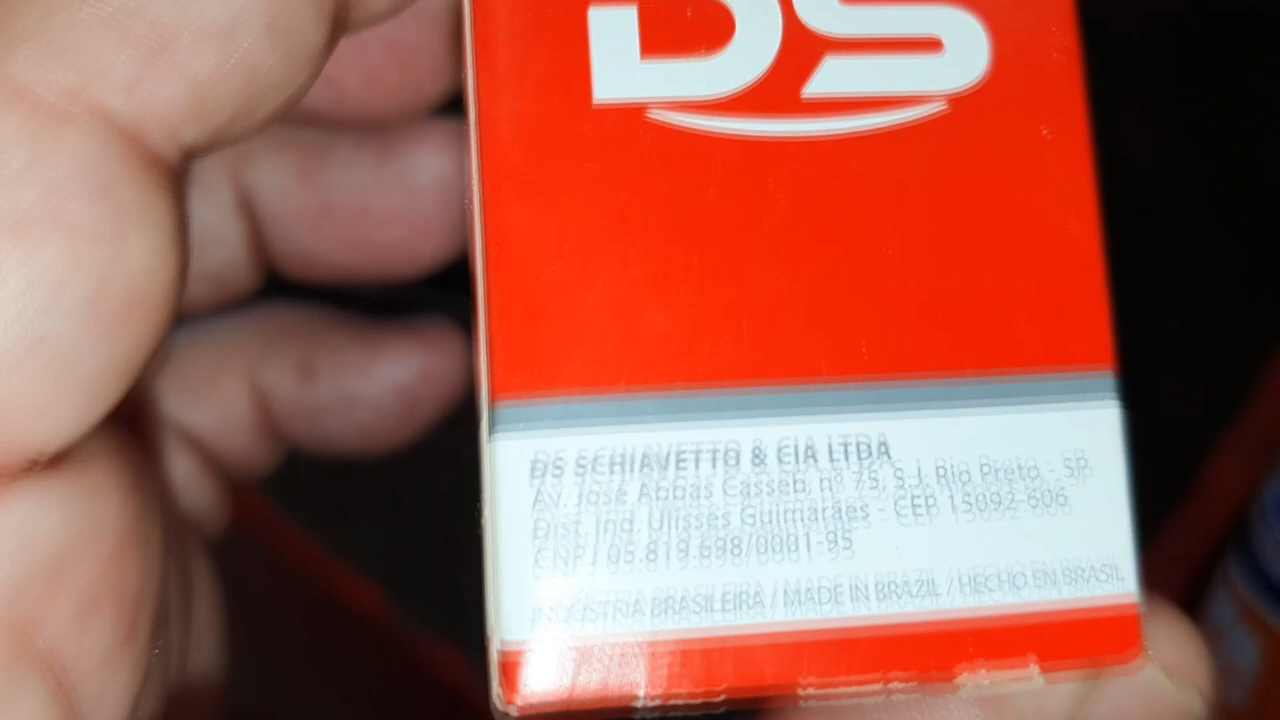 DS
DS SCHIAVETTO & CIA LTDA
Av. José Abbas Casseb, nº 75, S.J. Rio Preto - SP
Dist. Ind. Ulisses Guimarães - CEP 15092-606
CNPJ 05.819.698/0001-95
INDÚSTRIA BRASILEIRA / MADE IN BRAZIL / HECHO EN BRASIL